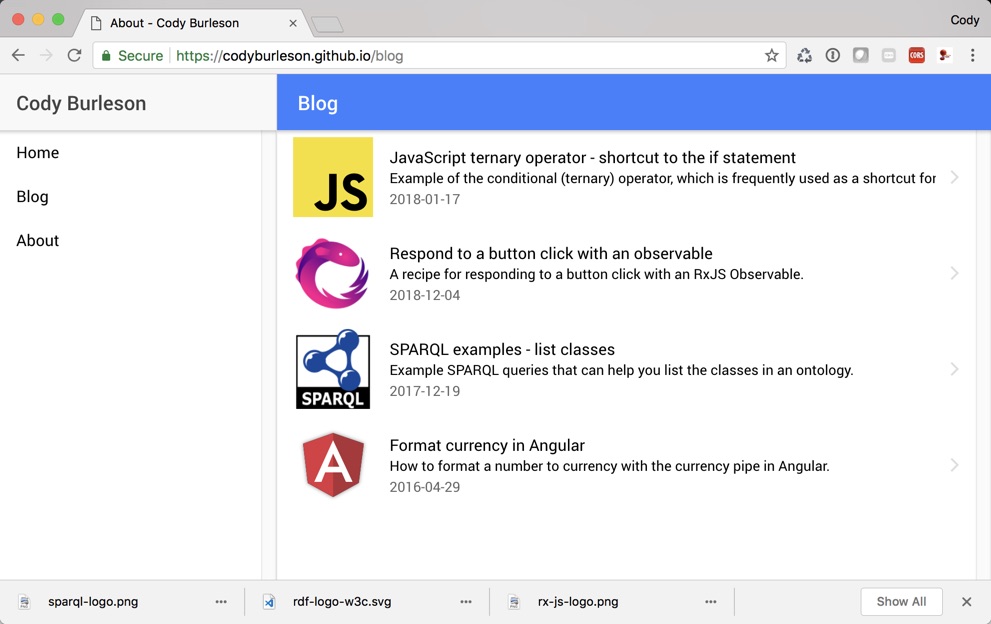 About - Cody Burleson
Cody
Secure https://codyburleson.github.io/blog
CORS
Cody Burleson
Blog
Home
Blog
About
JS
JavaScript ternary operator - shortcut to the if statement
Example of the conditional (ternary) operator, which is frequently used as a shortcut for
2018-01-17
Respond to a button click with an observable
A recipe for responding to a button click with an RxJS Observable.
2018-12-04
SPARQL
SPARQL examples - list classes
Example SPARQL queries that can help you list the classes in an ontology.
2017-12-19
A
Format currency in Angular
How to format a number to currency with the currency pipe in Angular.
2016-04-29
sparql-logo.png
rdf-logo-w3c.svg
rx-js-logo.png
Show All